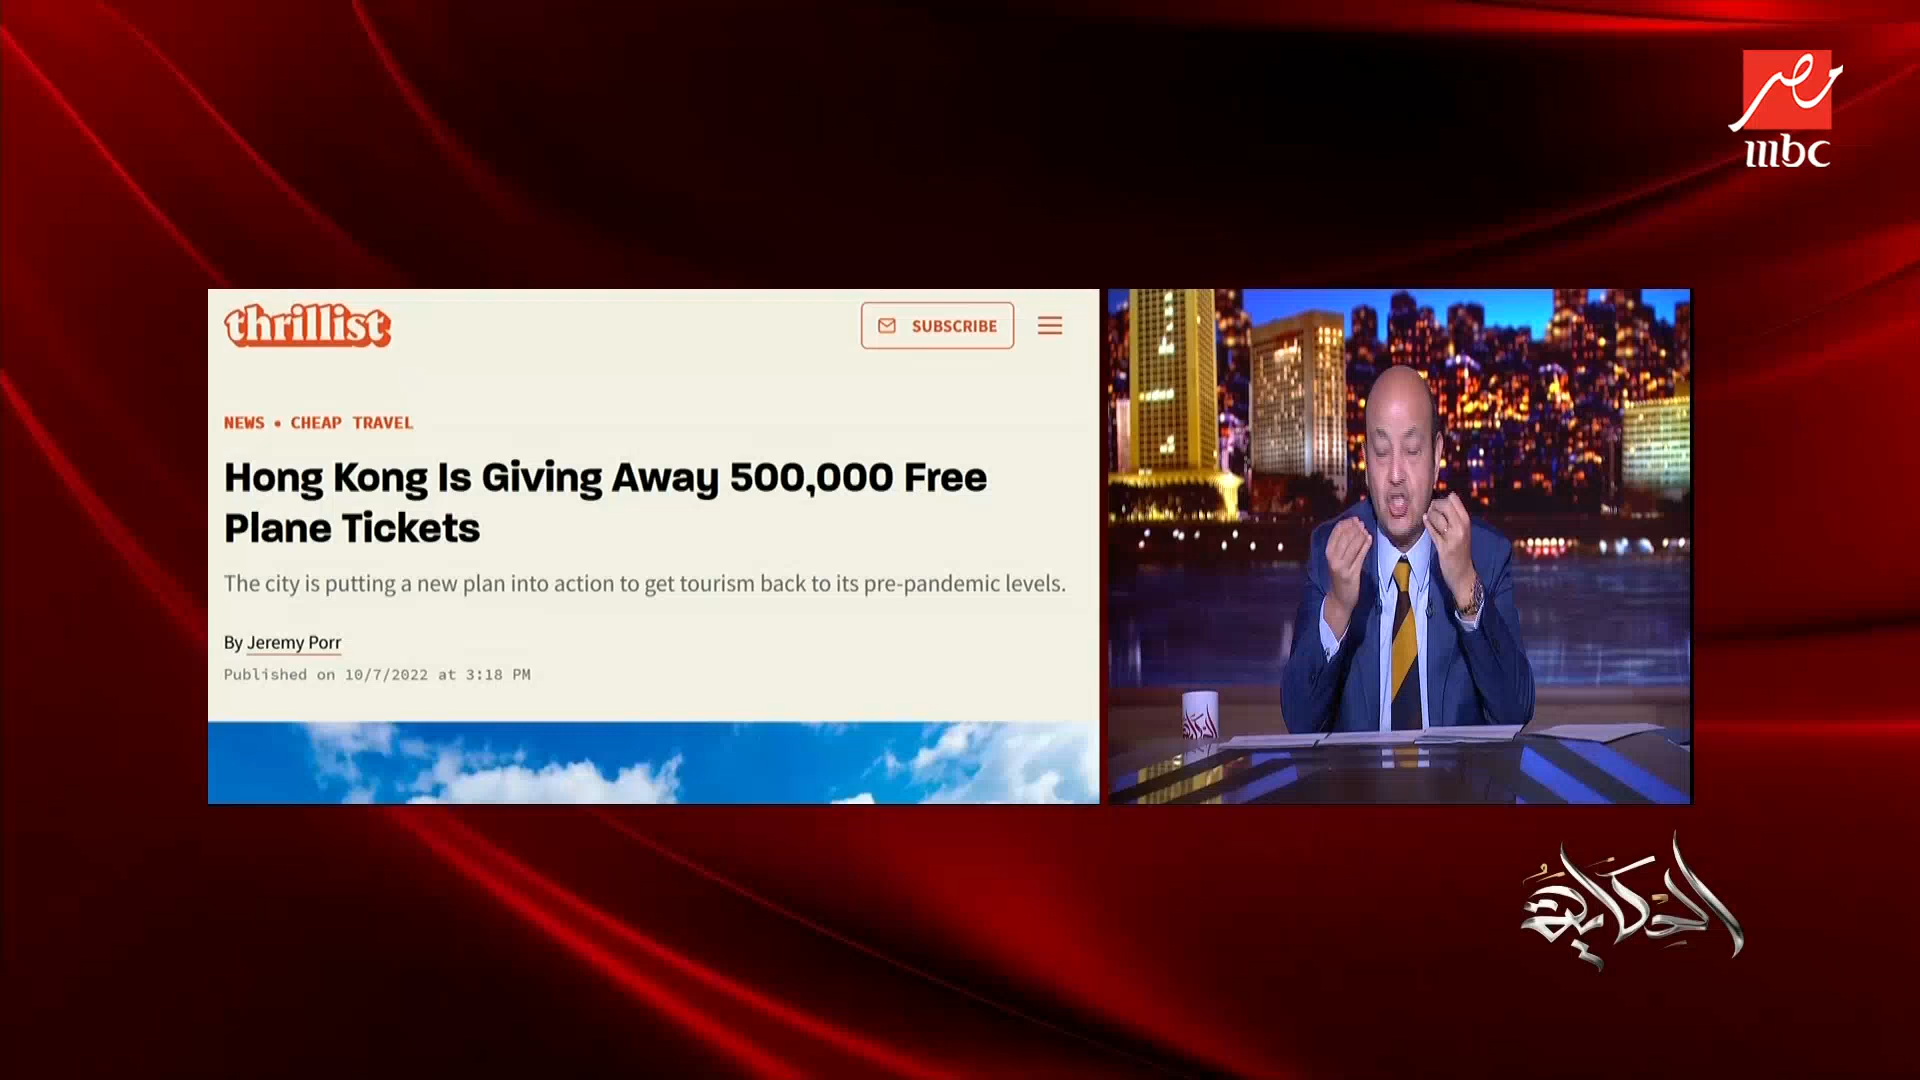 مصر
mbc
thrillist
SUBSCRIBE
NEWS • CHEAP TRAVEL
Hong Kong Is Giving Away 500,000 Free
Plane Tickets
The city is putting a new plan into action to get tourism back to its pre-pandemic levels.
By Jeremy Porr
Published on 10/7/2022 at 3:18 PM
الحكاية
الحكاية